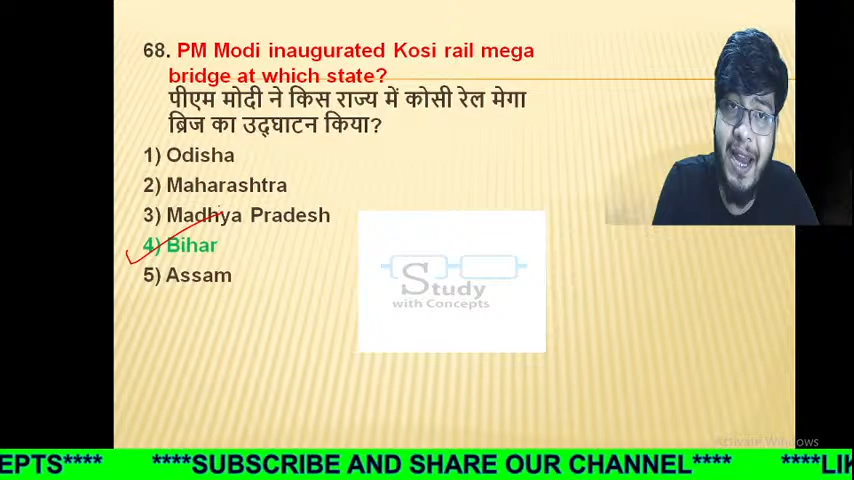 68. PM Modi inaugurated Kosi rail mega
bridge at which state?
पीएम मोदी ने किस राज्य में कोसी रेल मेगा
ब्रिज का उद्घाटन किया?
1) Odisha
2) Maharashtra
3) Madhya Pradesh
4) Bihar
5) Assam
Study
with Concepts
Activate Windows
EPTS**** ****SUBSCRIBE AND SHARE OUR CHANNEL**** ****LIK